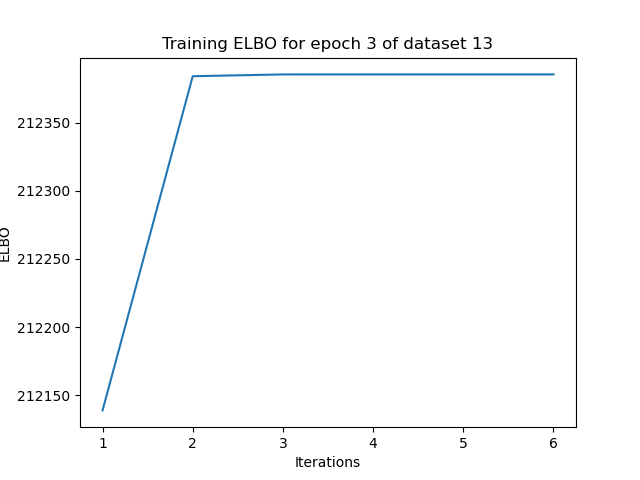 Training ELBO for epoch 3 of dataset 13
ELBO
212350
212300
212250
212200
212150
1 2 3 4 5 6
Iterations